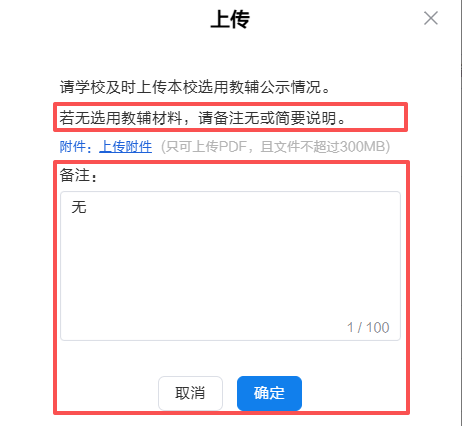 上传
请学校及时上传本校选用教辅公示情况。
若无选用教辅材料，请备注无或简要说明。
附件：上传附件（只可上传PDF，且文件不超过300MB）
备注：
无
1 / 100
取消 确定